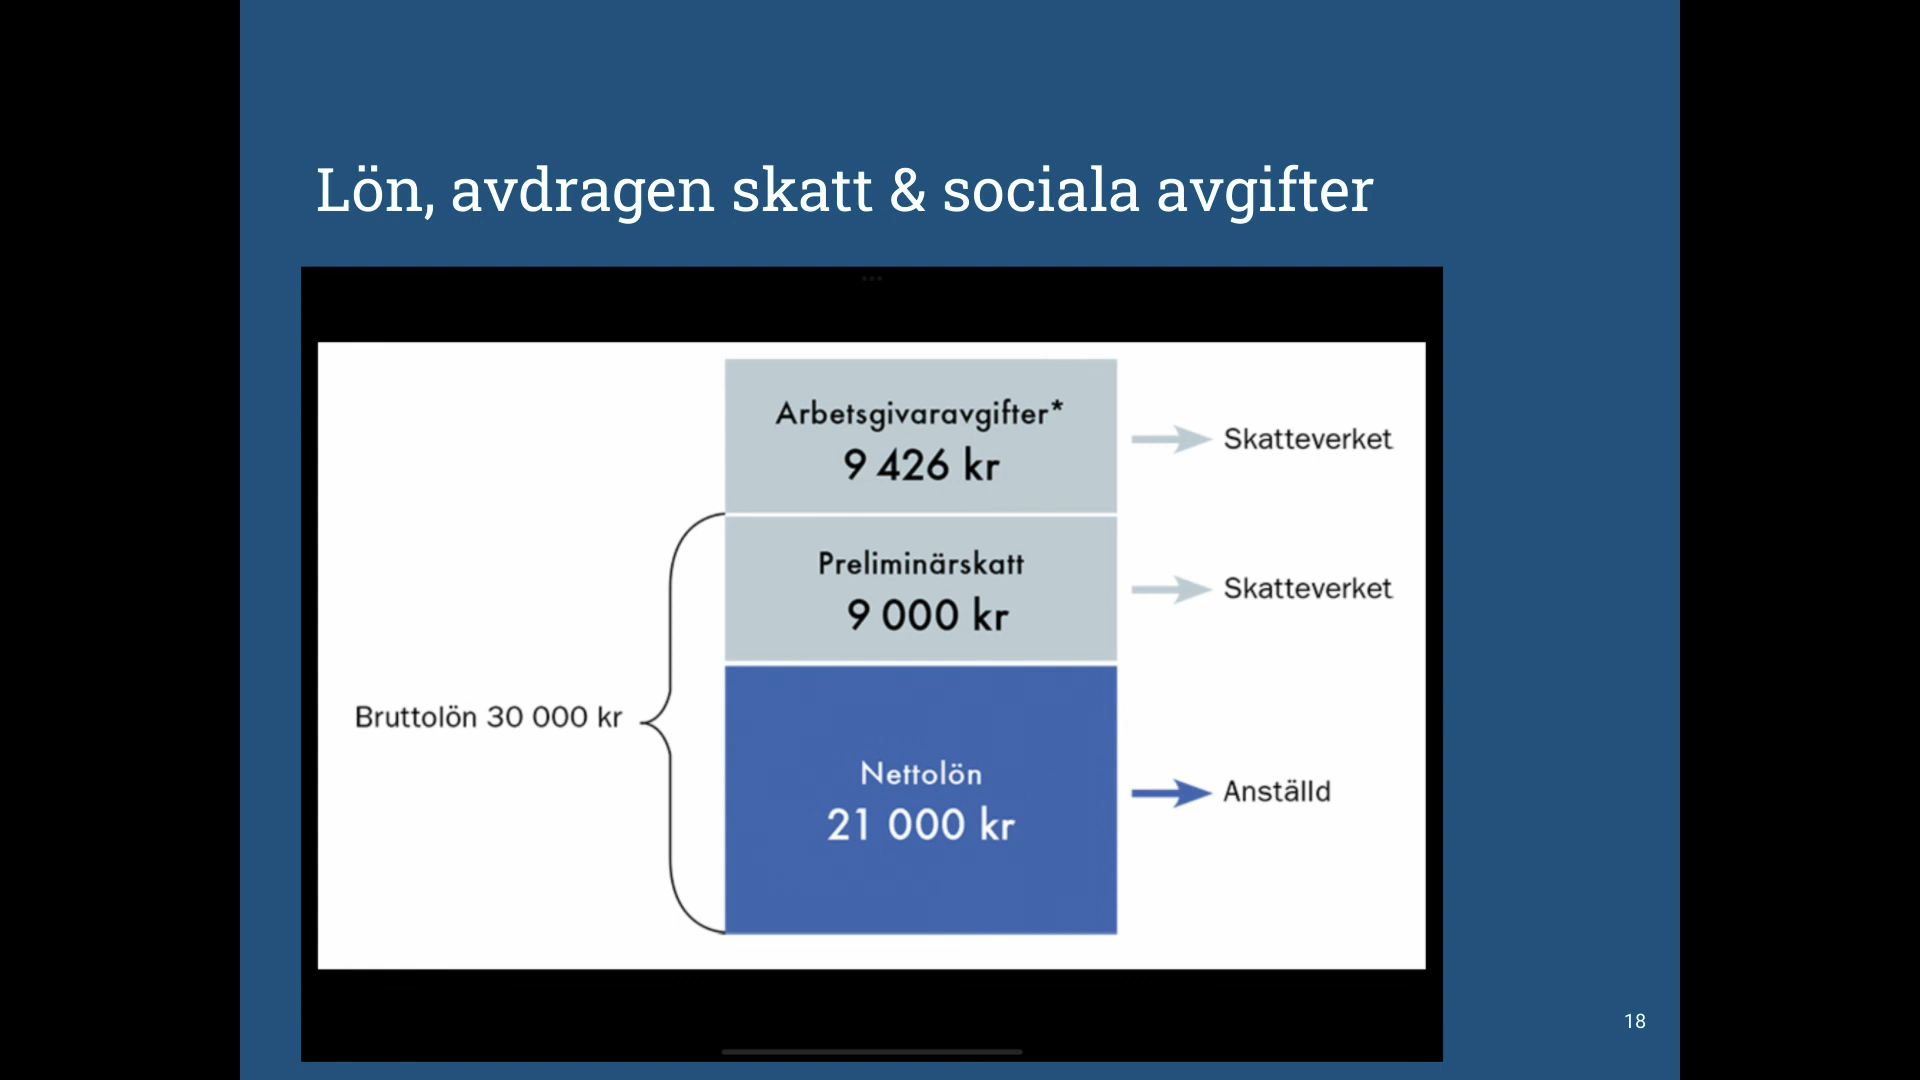 Lön, avdragen skatt & sociala avgifter
Arbetsgivaravgifter*
9 426 kr
Skatteverket
Preliminärskatt
9 000 kr
Skatteverket
Bruttolön 30 000 kr
Nettolön
21 000 kr
Anställd
18